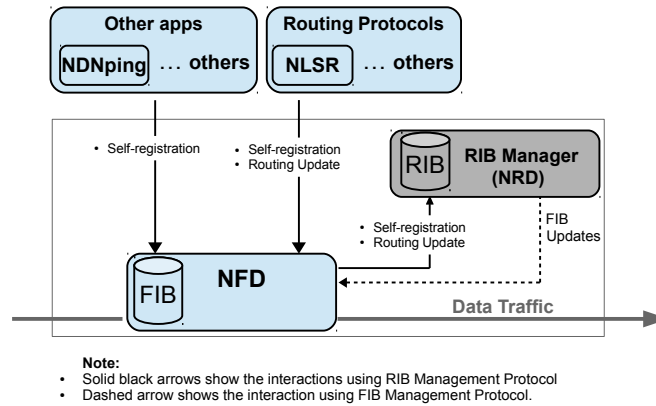 Other apps
NDNping ... others
Routing Protocols
NLSR ... others
• Self-registration
• Self-registration
• Routing Update
RIB
RIB Manager
(NRD)
• Self-registration
• Routing Update
FIB
Updates
FIB
NFD
Data Traffic
Note:
• Solid black arrows show the interactions using RIB Management Protocol
• Dashed arrow shows the interaction using FIB Management Protocol.